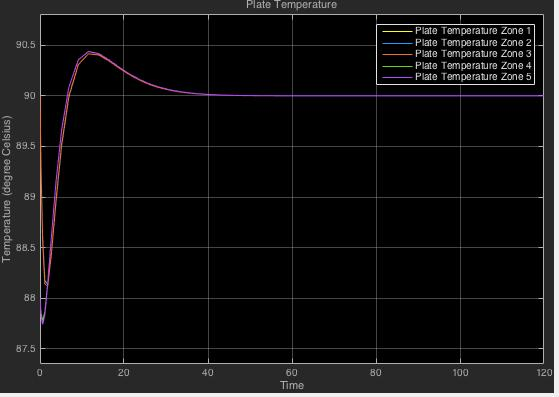 Plate Temperature
Plate Temperature Zone 1
Plate Temperature Zone 2
Plate Temperature Zone 3
Plate Temperature Zone 4
Plate Temperature Zone 5
Temperature (degree Celsius)
90.5
90
89.5
89
88.5
88
87.5
0 20 40 60 80 100 120
Time